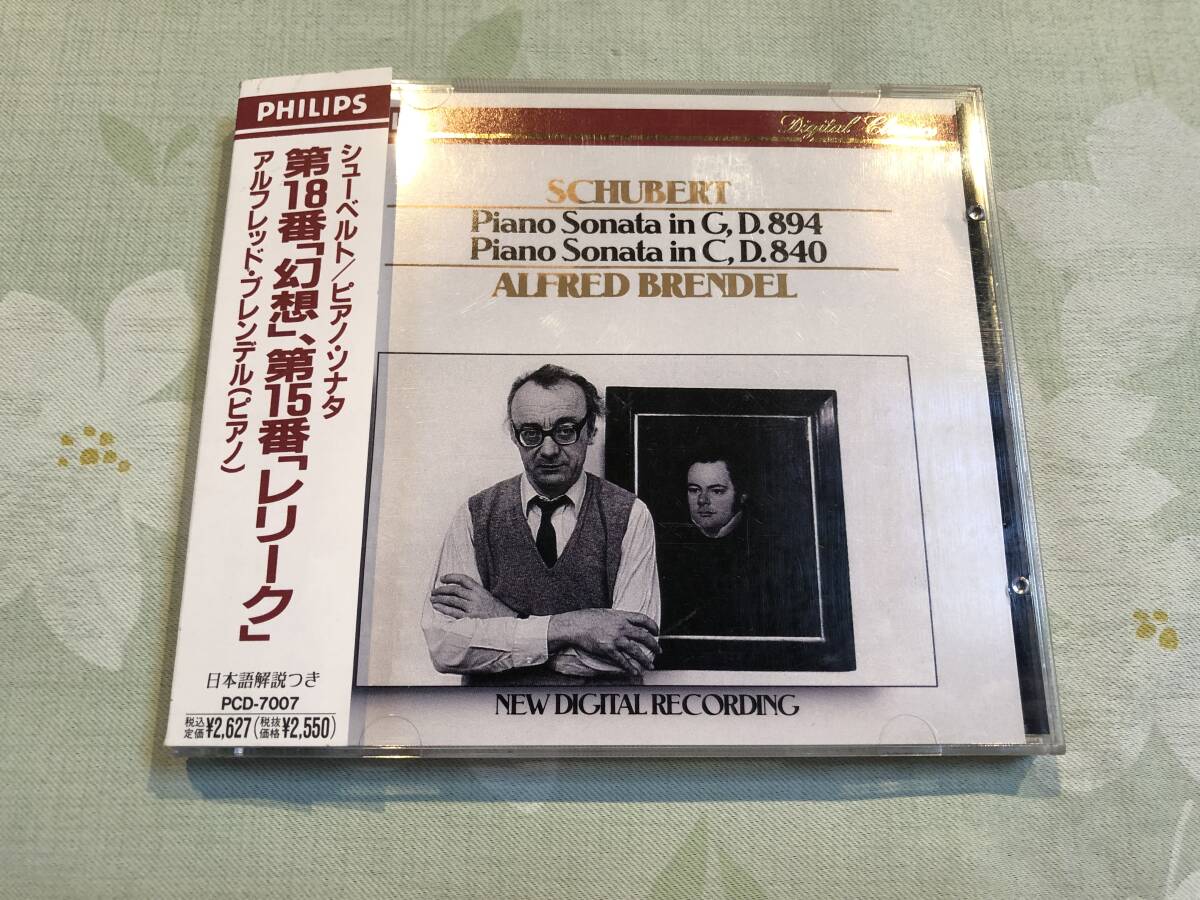 PHILIPS
シューベルト/ピアノ・ソナタ
第18番「幻想」、第15番「レリーク」
アルフレッド・ブレンデル(ピアノ)
日本語解説つき
PCD-7007
税込定価¥2,627(税抜価格¥2,550)
Digital Classics
SCHUBERT
Piano Sonata in G, D.894
Piano Sonata in C, D.840
ALFRED BRENDEL
NEW DIGITAL RECORDING